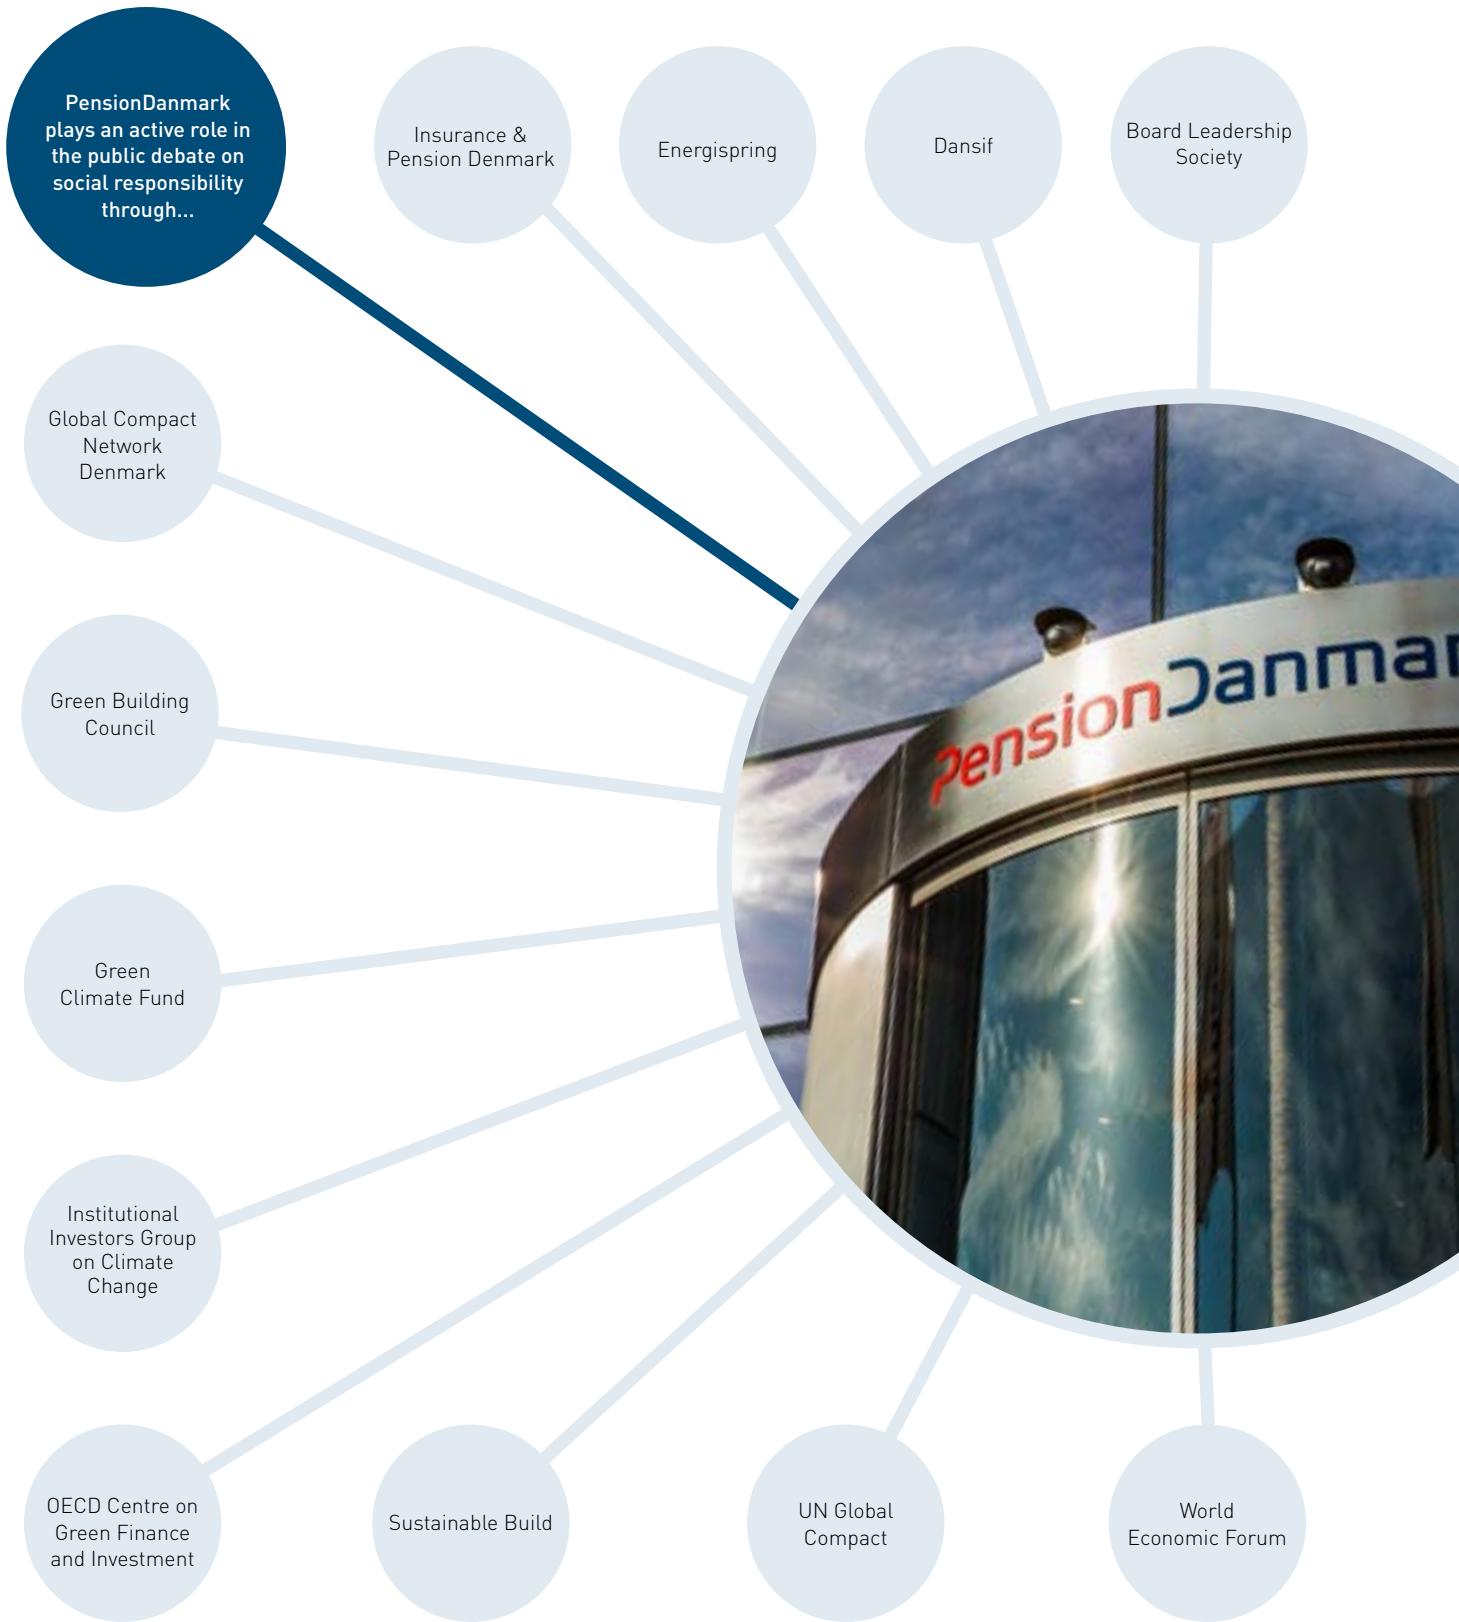 PensionDanmark
plays an active role in
the public debate on
social responsibility
through...
Insurance &
Pension Denmark
Energispring
Dansif
Board Leadership
Society
Global Compact
Network
Denmark
Green Building
Council
Green
Climate Fund
Institutional
Investors Group
on Climate
Change
OECD Centre on
Green Finance
and Investment
Sustainable Build
UN Global
Compact
World
Economic Forum
PensionDanmar